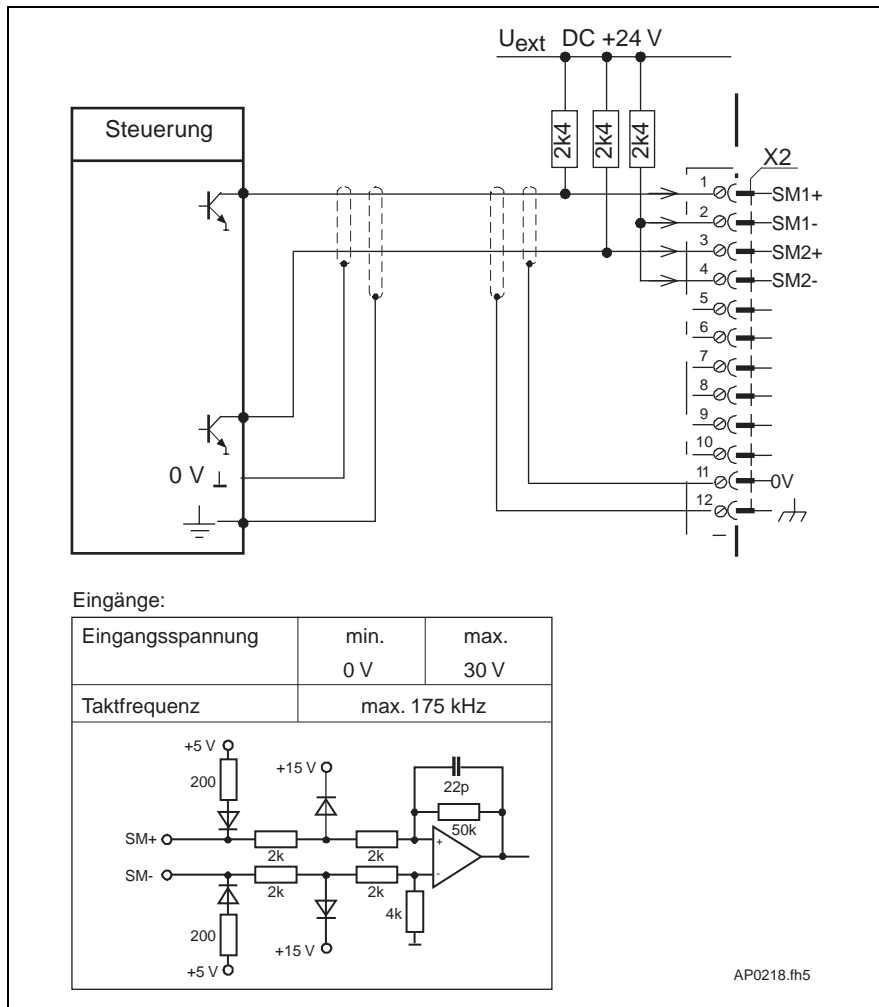 Uext DC +24 V
Steuerung
2k4
2k4
2k4
X2
1 SM1+
2 SM1-
3 SM2+
4 SM2-
5
6
7
8
9
10
0 V
11 0V
12
Eingänge:
Eingangsspannung min. max.
0 V 30 V
Taktfrequenz max. 175 kHz
+5 V
200
+15 V
22p
50k
SM+
2k
2k
+
SM-
2k
2k
-
4k
200
+15 V
+5 V
AP0218.fh5